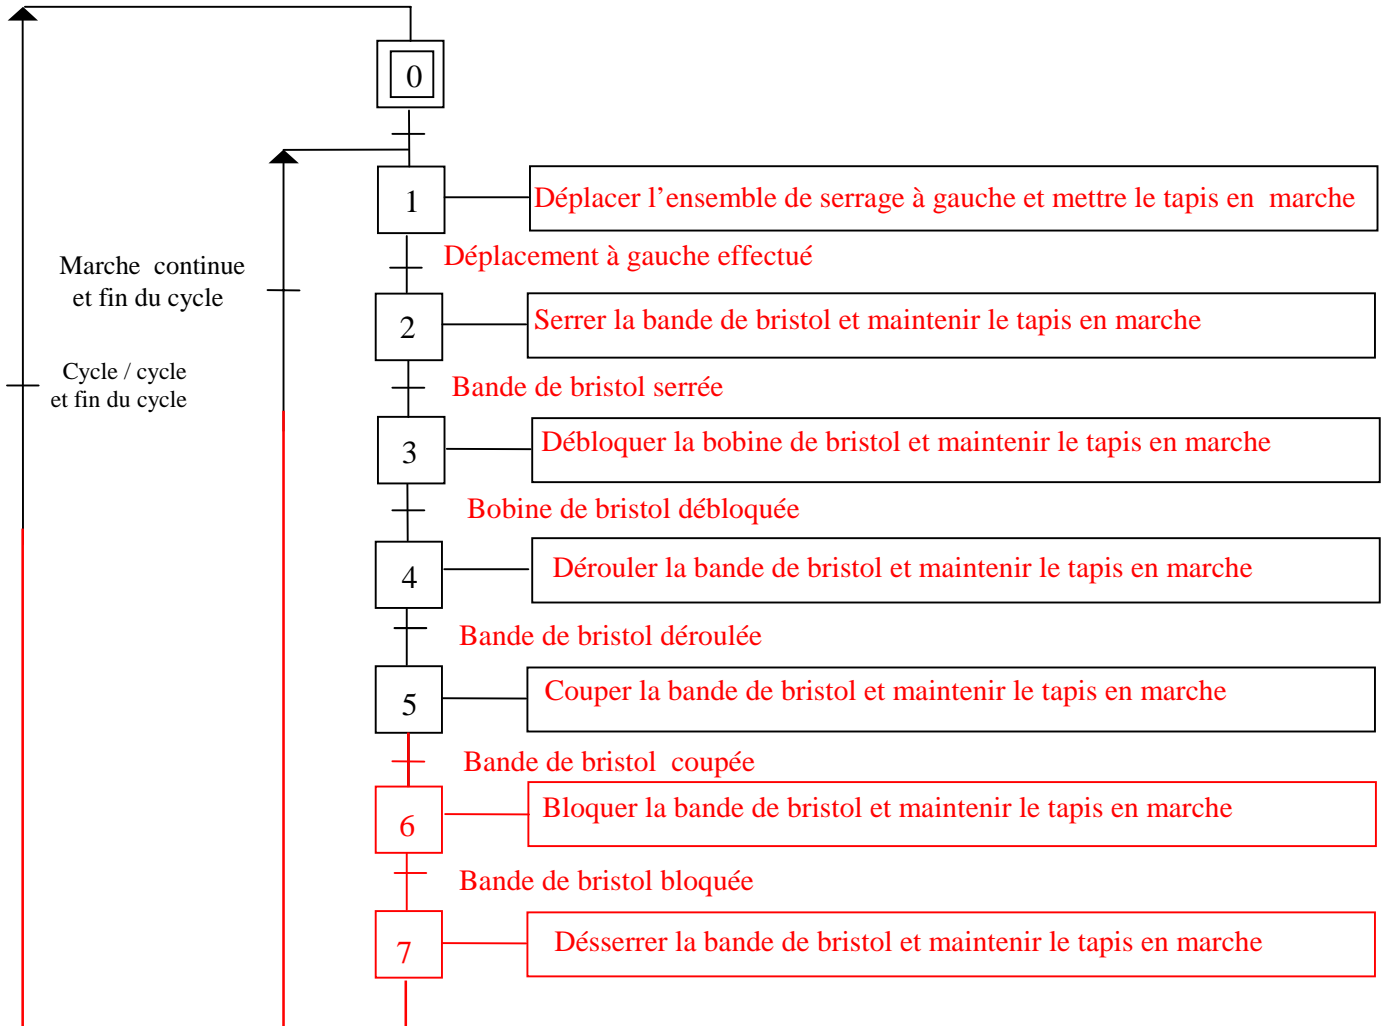 0
1
Déplacer l'ensemble de serrage à gauche et mettre le tapis en marche
Déplacement à gauche effectué
Marche continue
et fin du cycle
2
Serrer la bande de bristol et maintenir le tapis en marche
Cycle / cycle
et fin du cycle
Bande de bristol serrée
3
Débloquer la bobine de bristol et maintenir le tapis en marche
Bobine de bristol débloquée
4
Dérouler la bande de bristol et maintenir le tapis en marche
Bande de bristol déroulée
5
Couper la bande de bristol et maintenir le tapis en marche
Bande de bristol coupée
6
Bloquer la bande de bristol et maintenir le tapis en marche
Bande de bristol bloquée
7
Désserrer la bande de bristol et maintenir le tapis en marche